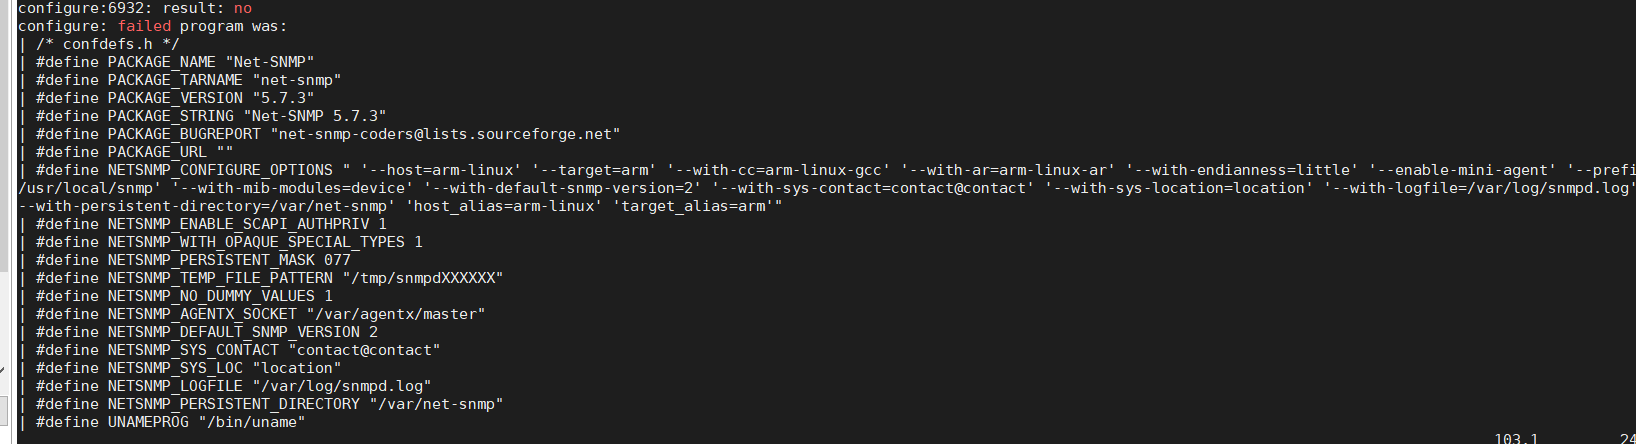 configure:6932: result: no
configure: failed program was:
| /* confdefs.h */
| #define PACKAGE_NAME "Net-SNMP"
| #define PACKAGE_TARNAME "net-snmp"
| #define PACKAGE_VERSION "5.7.3"
| #define PACKAGE_STRING "Net-SNMP 5.7.3"
| #define PACKAGE_BUGREPORT "net-snmp-coders@lists.sourceforge.net"
| #define PACKAGE_URL ""
| #define NETSNMP_CONFIGURE_OPTIONS " '--host=arm-linux' '--target=arm' '--with-cc=arm-linux-gcc' '--with-ar=arm-linux-ar' '--with-endianness=little' '--enable-mini-agent' '--prefi
/usr/local/snmp' '--with-mib-modules=device' '--with-default-snmp-version=2' '--with-sys-contact=contact@contact' '--with-sys-location=location' '--with-logfile=/var/log/snmpd.log'
--with-persistent-directory=/var/net-snmp' 'host_alias=arm-linux' 'target_alias=arm'"
| #define NETSNMP_ENABLE_SCAPI_AUTHPRIV 1
| #define NETSNMP_WITH_OPAQUE_SPECIAL_TYPES 1
| #define NETSNMP_PERSISTENT_MASK 077
| #define NETSNMP_TEMP_FILE_PATTERN "/tmp/snmpdXXXXXX"
| #define NETSNMP_NO_DUMMY_VALUES 1
| #define NETSNMP_AGENTX_SOCKET "/var/agentx/master"
| #define NETSNMP_DEFAULT_SNMP_VERSION 2
| #define NETSNMP_SYS_CONTACT "contact@contact"
| #define NETSNMP_SYS_LOC "location"
| #define NETSNMP_LOGFILE "/var/log/snmpd.log"
| #define NETSNMP_PERSISTENT_DIRECTORY "/var/net-snmp"
| #define UNAMEPROG "/bin/uname"
103,1 24